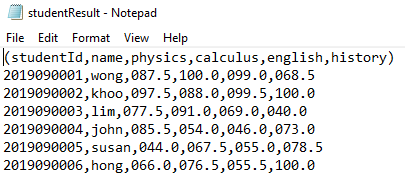 studentResult - Notepad
File Edit Format View Help
(studentId,name,physics,calculus,english,history)
2019090001,wong,087.5,100.0,099.0,068.5
2019090002,khoo,097.5,088.0,099.5,100.0
2019090003,lim,077.5,091.0,069.0,040.0
2019090004,john,085.5,054.0,046.0,073.0
2019090005,susan,044.0,067.5,055.0,078.5
2019090006,hong,066.0,076.5,055.5,100.0